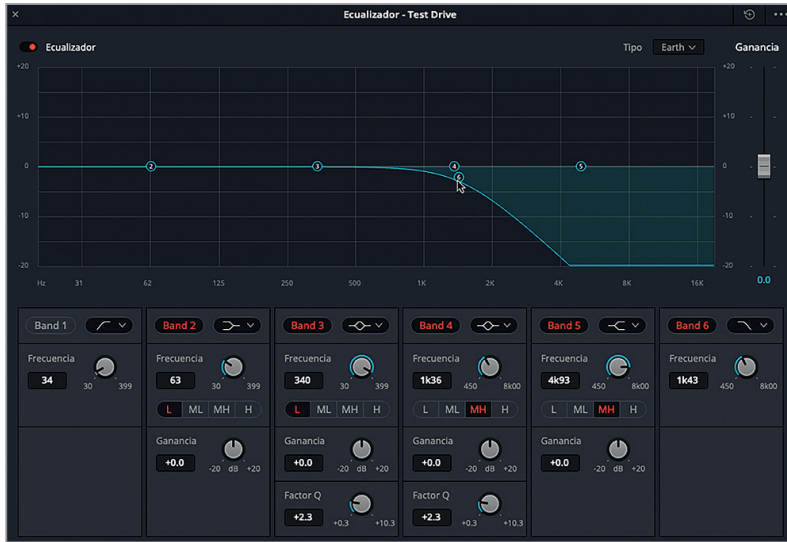 Ecualizador - Test Drive
Ecualizador
Tipo
Earth
Ganancia
+20
+20
+10
+10
0
0
-10
-10
-20
-20
2
3
4
5
6
Hz
31
62
125
250
500
1K
2K
4K
8K
16K
0.0
Band 1
Band 2
Band 3
Band 4
Band 5
Band 6
Frecuencia
34
30
399
Frecuencia
63
30
399
L ML MH H
Ganancia
+0.0
-20 dB +20
Frecuencia
340
30
399
L ML MH H
Ganancia
+0.0
-20 dB +20
Factor Q
+2.3
+0.3
+10.3
Frecuencia
1k36
450
8k00
L ML MH H
Ganancia
+0.0
-20 dB +20
Factor Q
+2.3
+0.3
+10.3
Frecuencia
4k93
450
8k00
L ML MH H
Ganancia
+0.0
-20 dB +20
Frecuencia
1k43
450
8k00